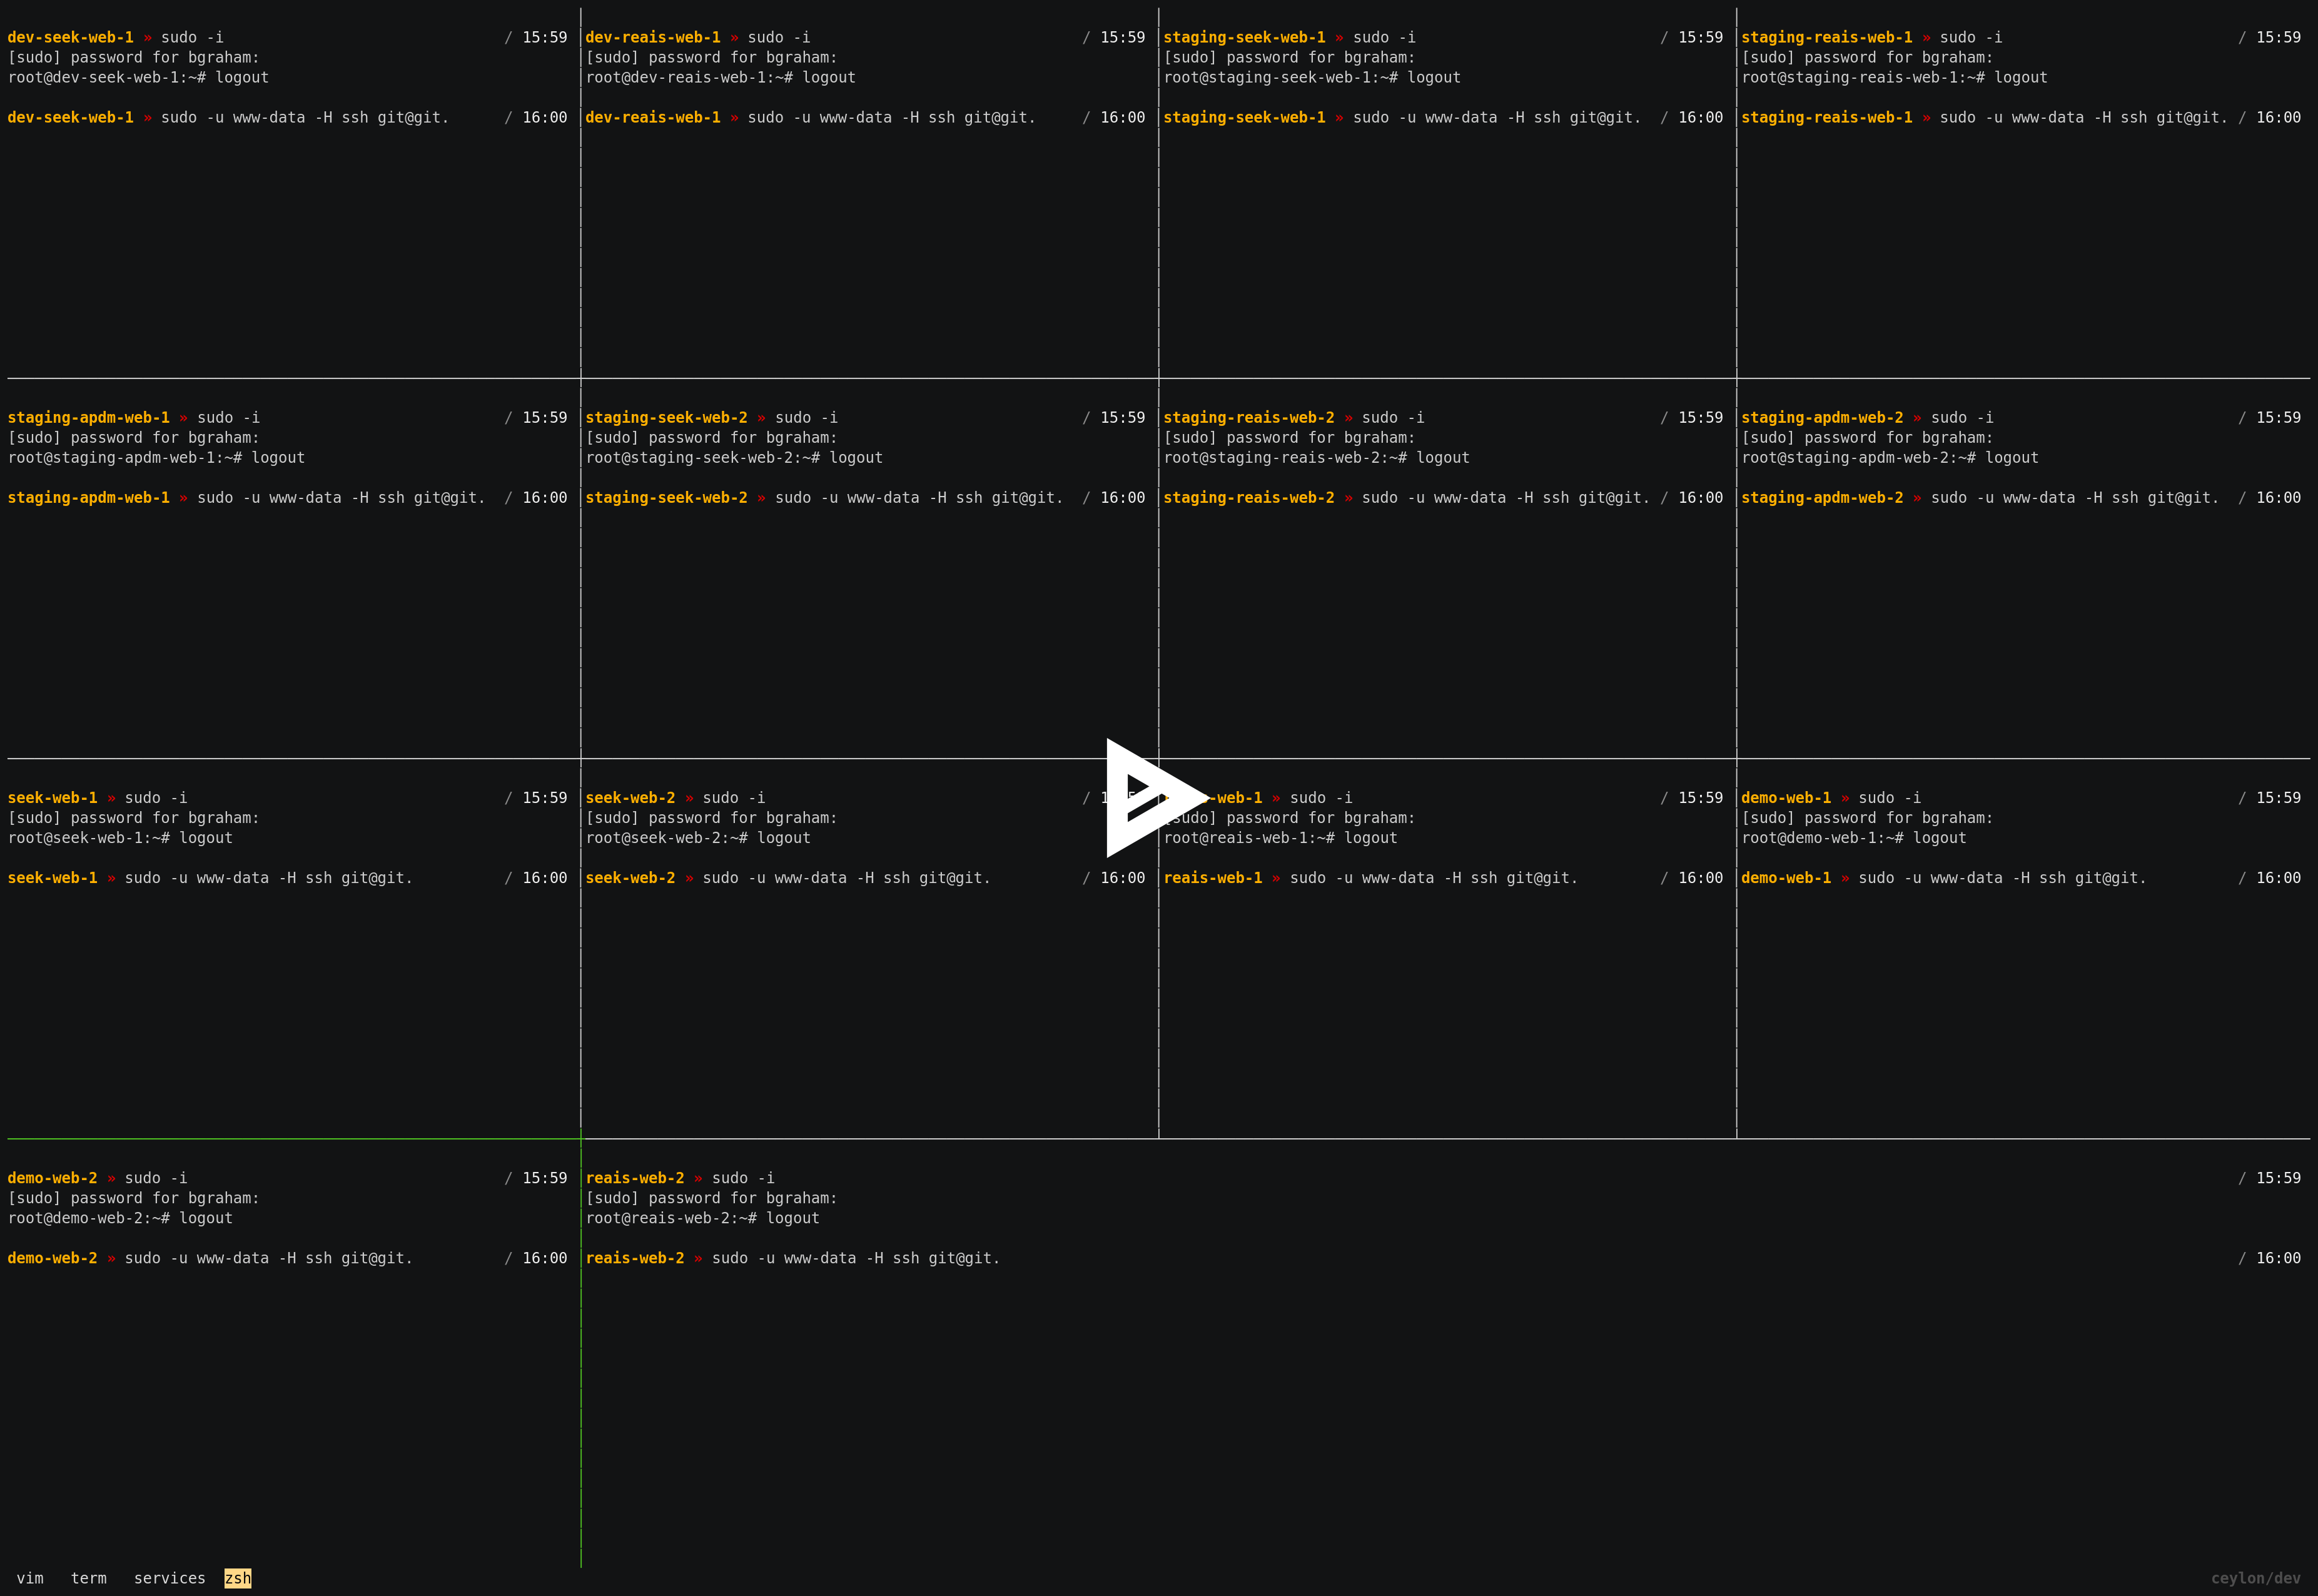 dev-seek-web-1 » sudo -i / 15:59
[sudo] password for bgraham:
root@dev-seek-web-1:~# logout
dev-seek-web-1 » sudo -u www-data -H ssh git@git. / 16:00
dev-reais-web-1 » sudo -i / 15:59
[sudo] password for bgraham:
root@dev-reais-web-1:~# logout
dev-reais-web-1 » sudo -u www-data -H ssh git@git. / 16:00
staging-seek-web-1 » sudo -i / 15:59
[sudo] password for bgraham:
root@staging-seek-web-1:~# logout
staging-seek-web-1 » sudo -u www-data -H ssh git@git. / 16:00
staging-reais-web-1 » sudo -i / 15:59
[sudo] password for bgraham:
root@staging-reais-web-1:~# logout
staging-reais-web-1 » sudo -u www-data -H ssh git@git. / 16:00
staging-apdm-web-1 » sudo -i / 15:59
[sudo] password for bgraham:
root@staging-apdm-web-1:~# logout
staging-apdm-web-1 » sudo -u www-data -H ssh git@git. / 16:00
staging-seek-web-2 » sudo -i / 15:59
[sudo] password for bgraham:
root@staging-seek-web-2:~# logout
staging-seek-web-2 » sudo -u www-data -H ssh git@git. / 16:00
staging-reais-web-2 » sudo -i / 15:59
[sudo] password for bgraham:
root@staging-reais-web-2:~# logout
staging-reais-web-2 » sudo -u www-data -H ssh git@git. / 16:00
staging-apdm-web-2 » sudo -i / 15:59
[sudo] password for bgraham:
root@staging-apdm-web-2:~# logout
staging-apdm-web-2 » sudo -u www-data -H ssh git@git. / 16:00
seek-web-1 » sudo -i / 15:59
[sudo] password for bgraham:
root@seek-web-1:~# logout
seek-web-1 » sudo -u www-data -H ssh git@git. / 16:00
seek-web-2 » sudo -i /
[sudo] password for bgraham:
root@seek-web-2:~# logout
seek-web-2 » sudo -u www-data -H ssh git@git. / 16:00
» sudo -i / 15:59
[sudo] password for bgraham:
root@reais-web-1:~# logout
reais-web-1 » sudo -u www-data -H ssh git@git. / 16:00
demo-web-1 » sudo -i / 15:59
[sudo] password for bgraham:
root@demo-web-1:~# logout
demo-web-1 » sudo -u www-data -H ssh git@git. / 16:00
demo-web-2 » sudo -i / 15:59
[sudo] password for bgraham:
root@demo-web-2:~# logout
demo-web-2 » sudo -u www-data -H ssh git@git. / 16:00
reais-web-2 » sudo -i / 15:59
[sudo] password for bgraham:
root@reais-web-2:~# logout
reais-web-2 » sudo -u www-data -H ssh git@git. / 16:00
vim term services zsh ceylon/dev